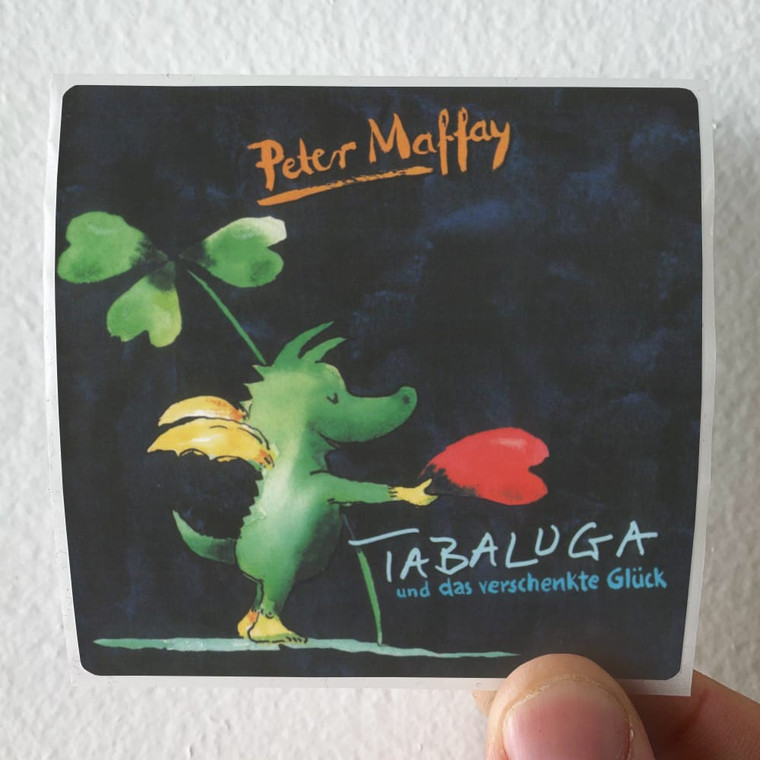 Peter Maffay
TABALUGA
und das verschenkte Glück